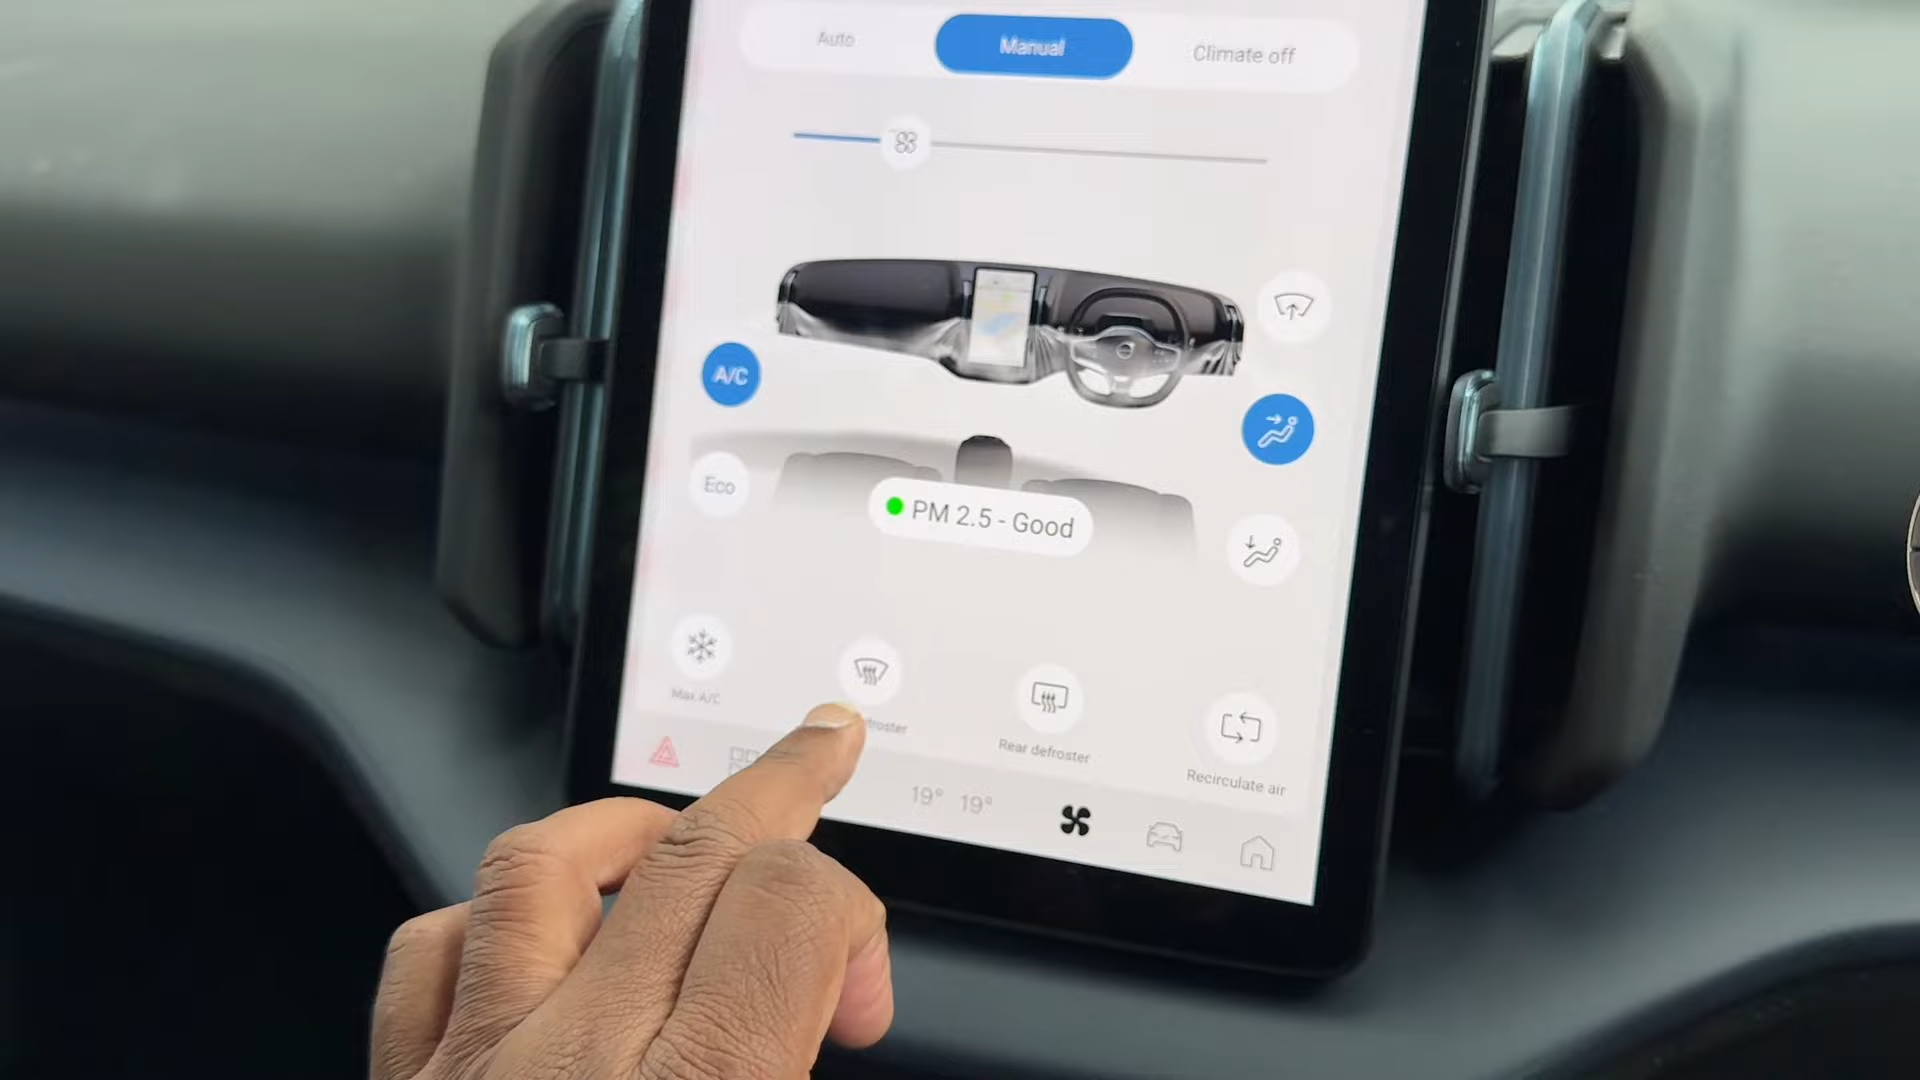 Auto
Manual
Climate off
A/C
Eco
PM 2.5 - Good
Max A/C
Rear defroster
Recirculate air
19° 19°